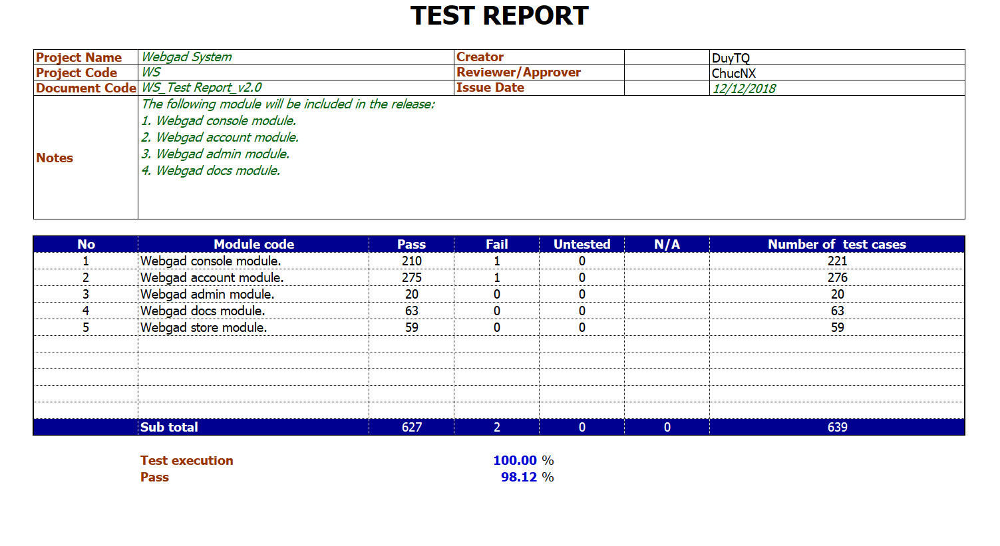 TEST REPORT
Project Name Webgad System Creator DuyTQ
Project Code WS Reviewer/Approver ChucNX
Document Code WS_Test Report_v2.0 Issue Date 12/12/2018
Notes
The following module will be included in the release:
1. Webgad console module.
2. Webgad account module.
3. Webgad admin module.
4. Webgad docs module.
No Module code Pass Fail Untested N/A Number of  test cases
1 Webgad console module. 210 1 0 221
2 Webgad account module. 275 1 0 276
3 Webgad admin module. 20 0 0 20
4 Webgad docs module. 63 0 0 63
5 Webgad store module. 59 0 0 59
Sub total 627 2 0 0 639
Test execution 100.00 %
Pass 98.12 %